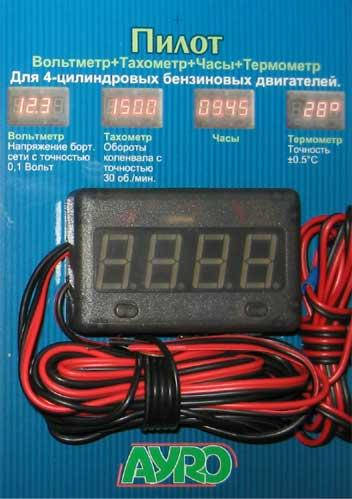 Пилот
Вольтметр+Тахометр+Часы+Термометр
Для 4-цилиндровых бензиновых двигателей.
12.3 1500 09.45 28°
Вольтметр
Напряжение борт.
сети с точностью
0,1 Вольт
Тахометр
Обороты
коленвала с
точностью
30 об./мин.
Часы
Термометр
Точность
±0.5°С
AYRO